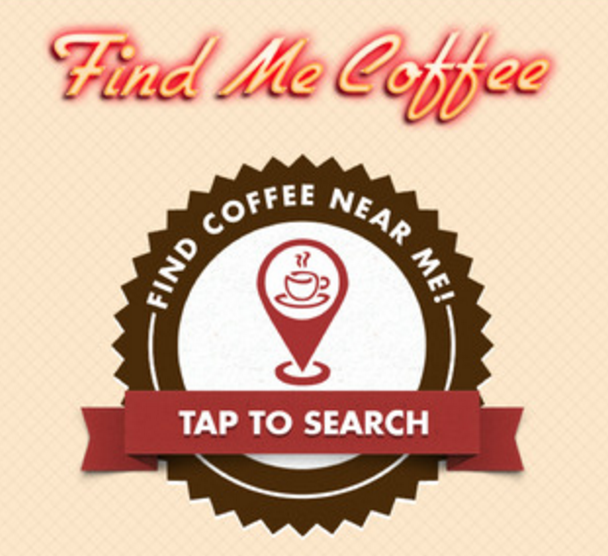 Find Me Coffee
FIND COFFEE NEAR ME!
TAP TO SEARCH